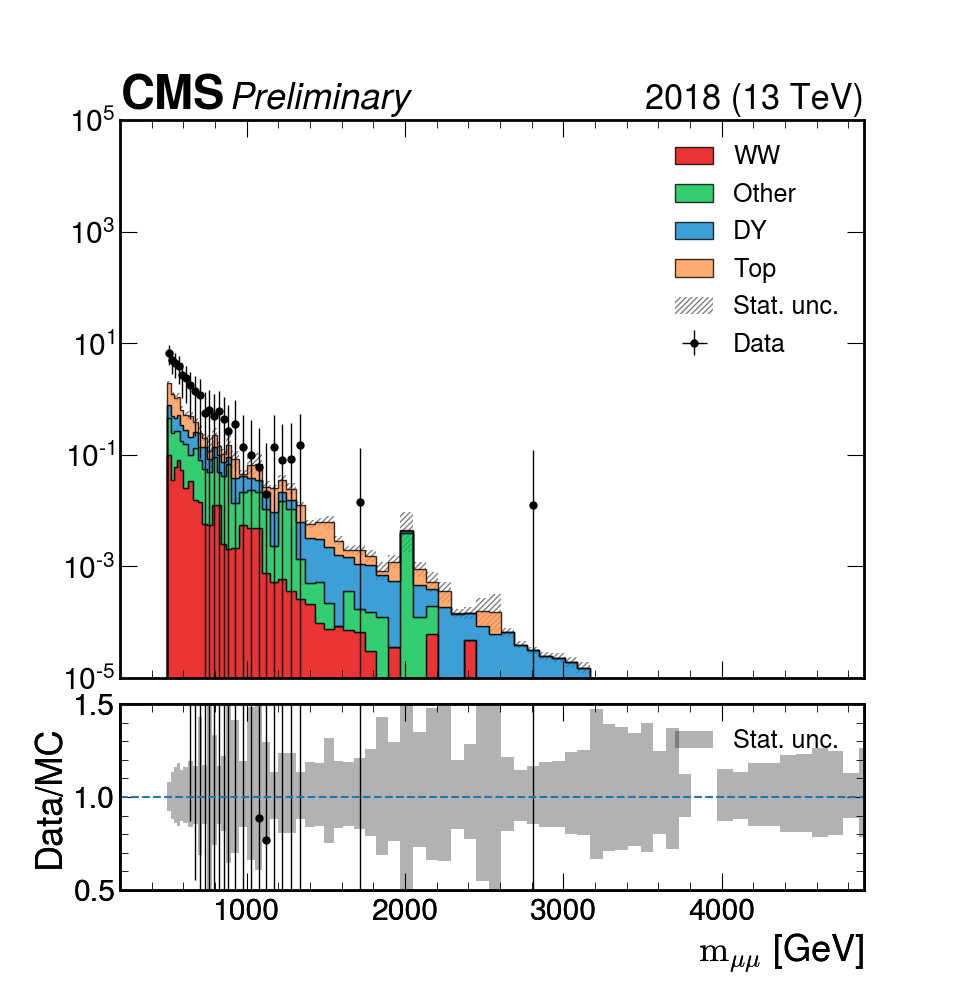 CMS Preliminary 2018 (13 TeV)
10^5
10^3
10^1
10^-1
10^-3
10^-5
WW
Other
DY
Top
Stat. unc.
Data
Data/MC
1.5
1.0
0.5
Stat. unc.
1000 2000 3000 4000
m_μμ [GeV]